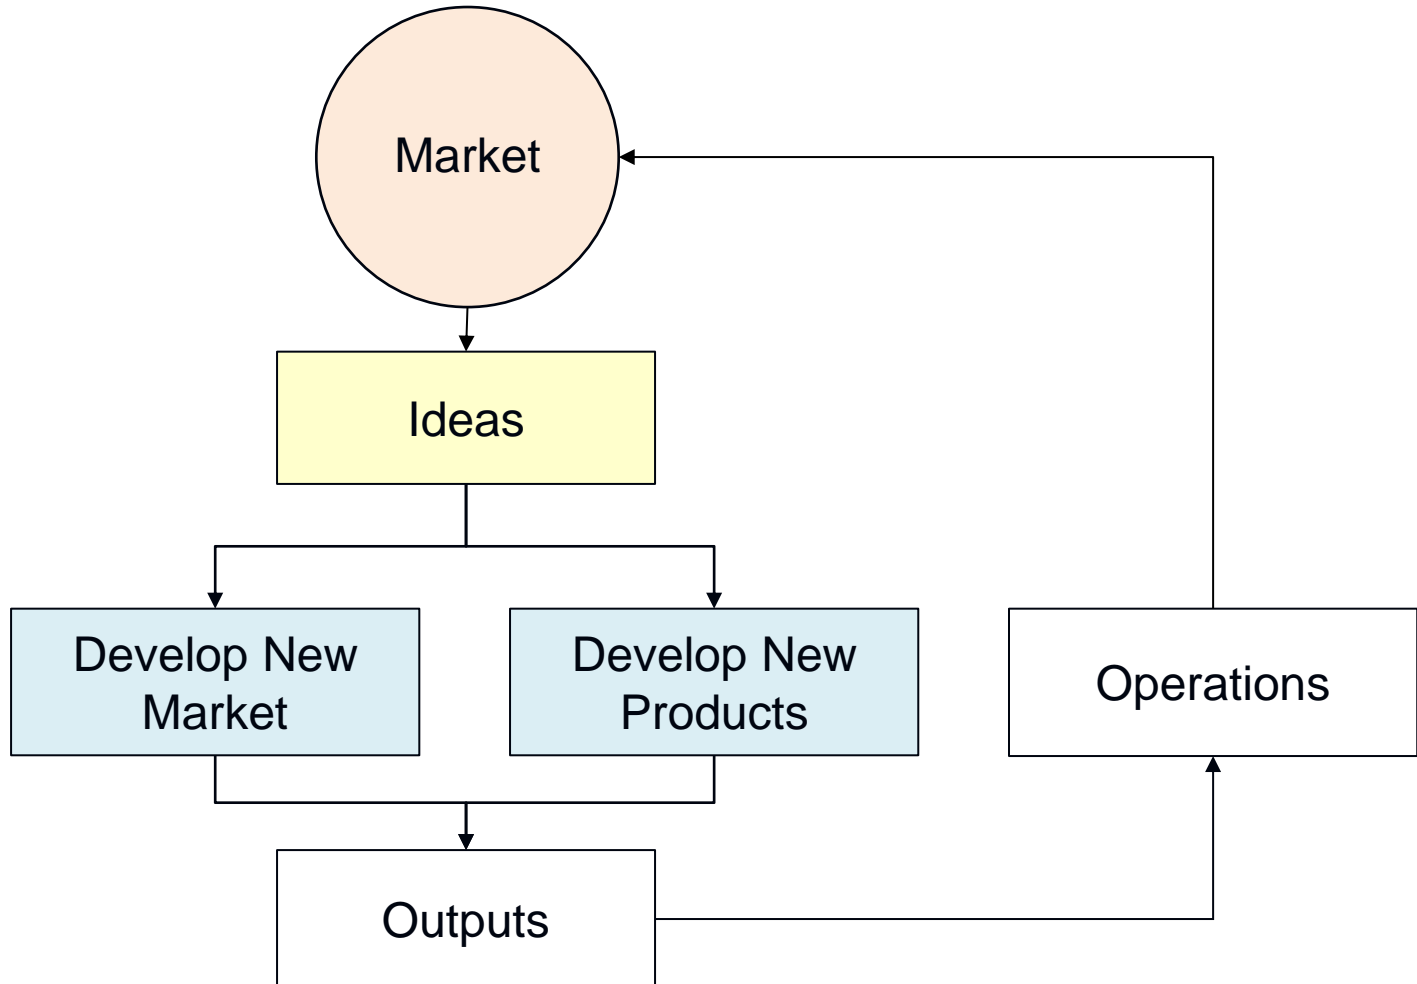 Market
Ideas
Develop New
Market
Develop New
Products
Operations
Outputs